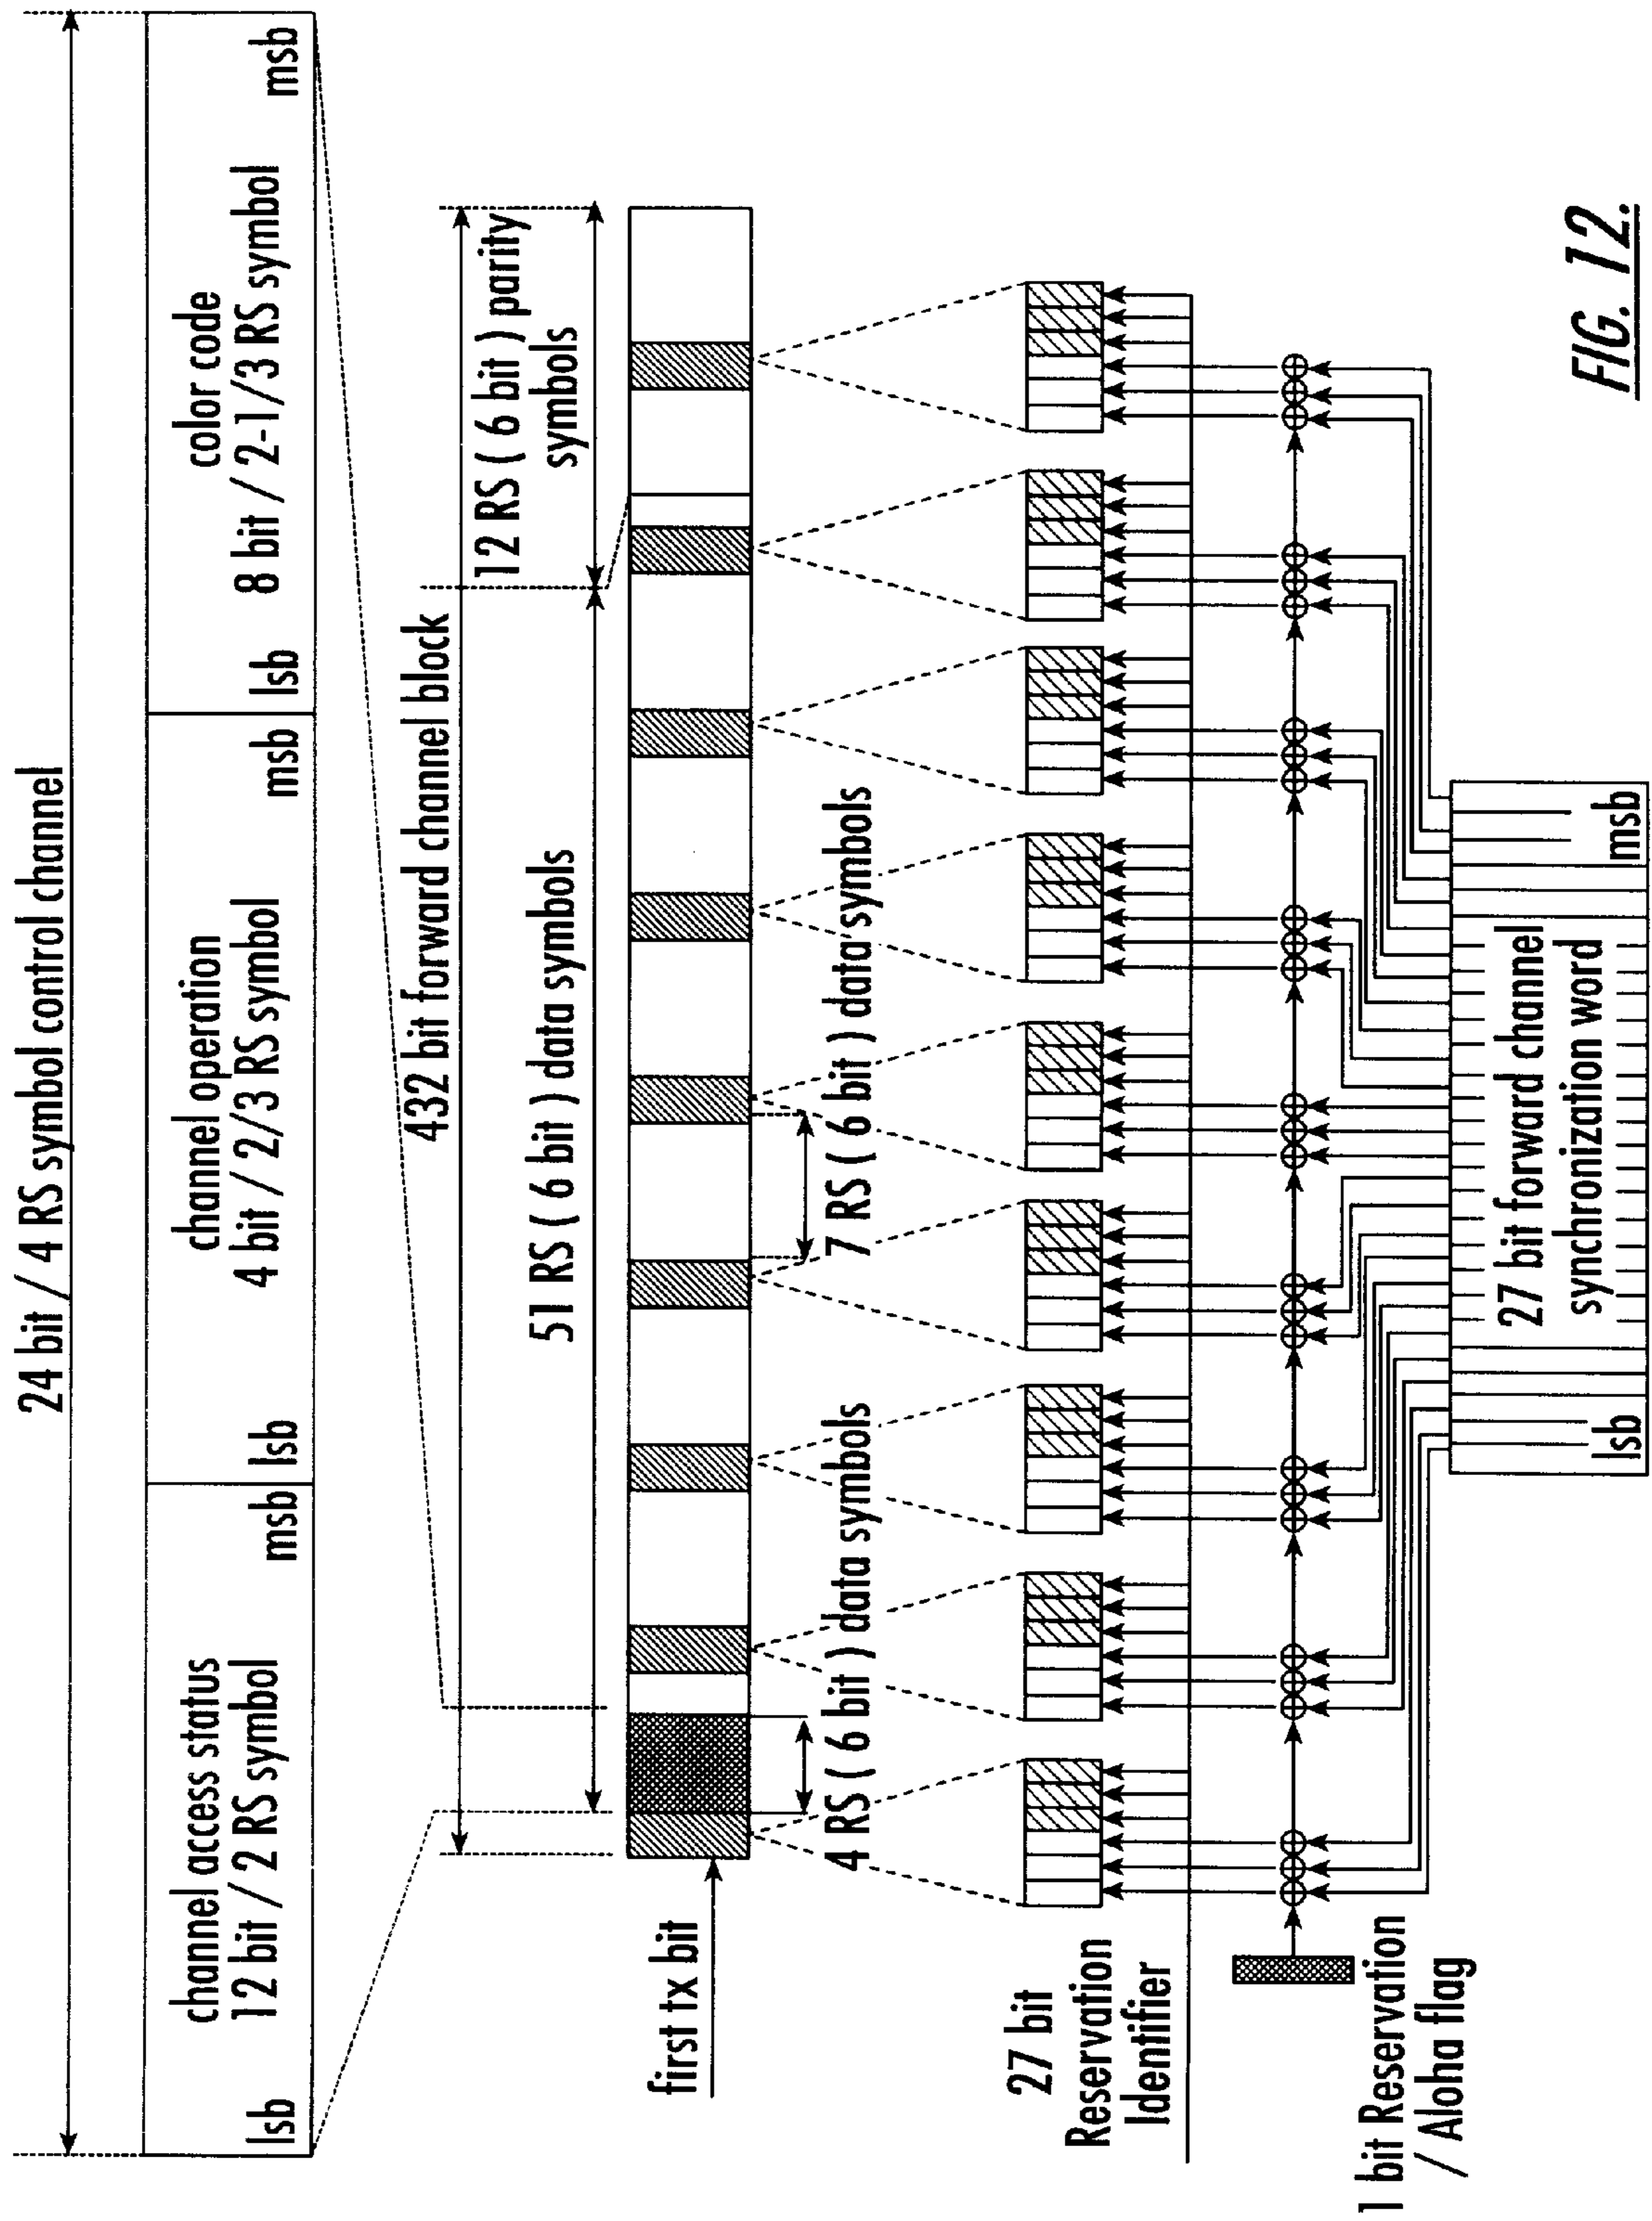 24 bit / 4 RS symbol control channel
channel access status
12 bit / 2 RS symbol
lsb
msb
channel operation
4 bit / 2/3 RS symbol
lsb
msb
color code
8 bit / 2-1/3 RS symbol
lsb
msb
432 bit forward channel block
12 RS ( 6 bit ) parity
symbols
51 RS ( 6 bit ) data symbols
first tx bit
4 RS ( 6 bit ) data symbols
7 RS ( 6 bit ) data symbols
27 bit
Reservation
Identifier
1 bit Reservation
/ Aloha flag
lsb
27 bit forward channel
synchronization word
msb
FIG. 12.